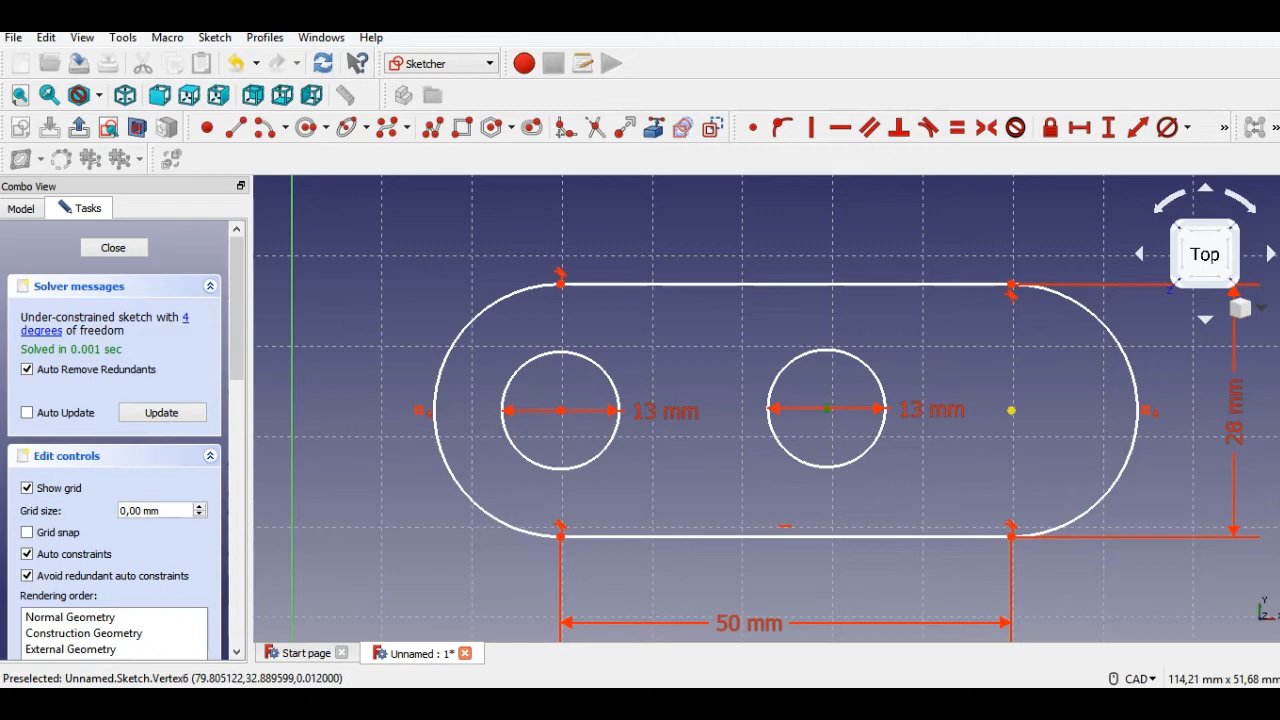 File Edit View Tools Macro Sketch Profiles Windows Help
Sketcher
Combo View
Model Tasks
Close
Solver messages
Under-constrained sketch with 4
degrees of freedom
Solved in 0.001 sec
Auto Remove Redundants
Auto Update Update
Edit controls
Show grid
Grid size: 0,00 mm
Grid snap
Auto constraints
Avoid redundant auto constraints
Rendering order:
Normal Geometry
Construction Geometry
External Geometry
Top
13 mm
13 mm
28 mm
50 mm
Y
Z
X
Z
Start page Unnamed : 1*
Preselected: Unnamed.Sketch.Vertex6 (79.805122,32.889599,0.012000)
CAD 114,21 mm x 51,68 mm